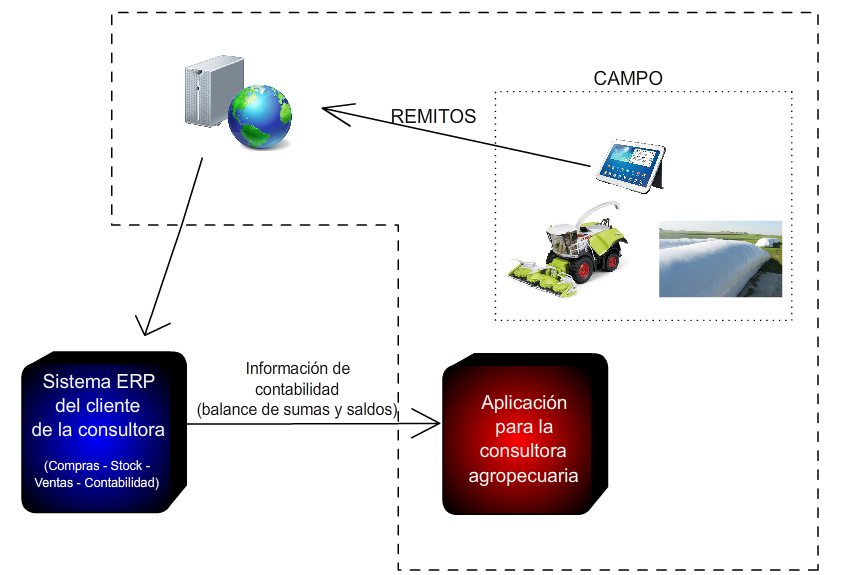 CAMPO
REMITOS
Sistema ERP
del cliente
de la consultora
(Compras - Stock -
Ventas - Contabilidad)
Información de
contabilidad
(balance de sumas y saldos)
Aplicación
para la
consultora
agropecuaria